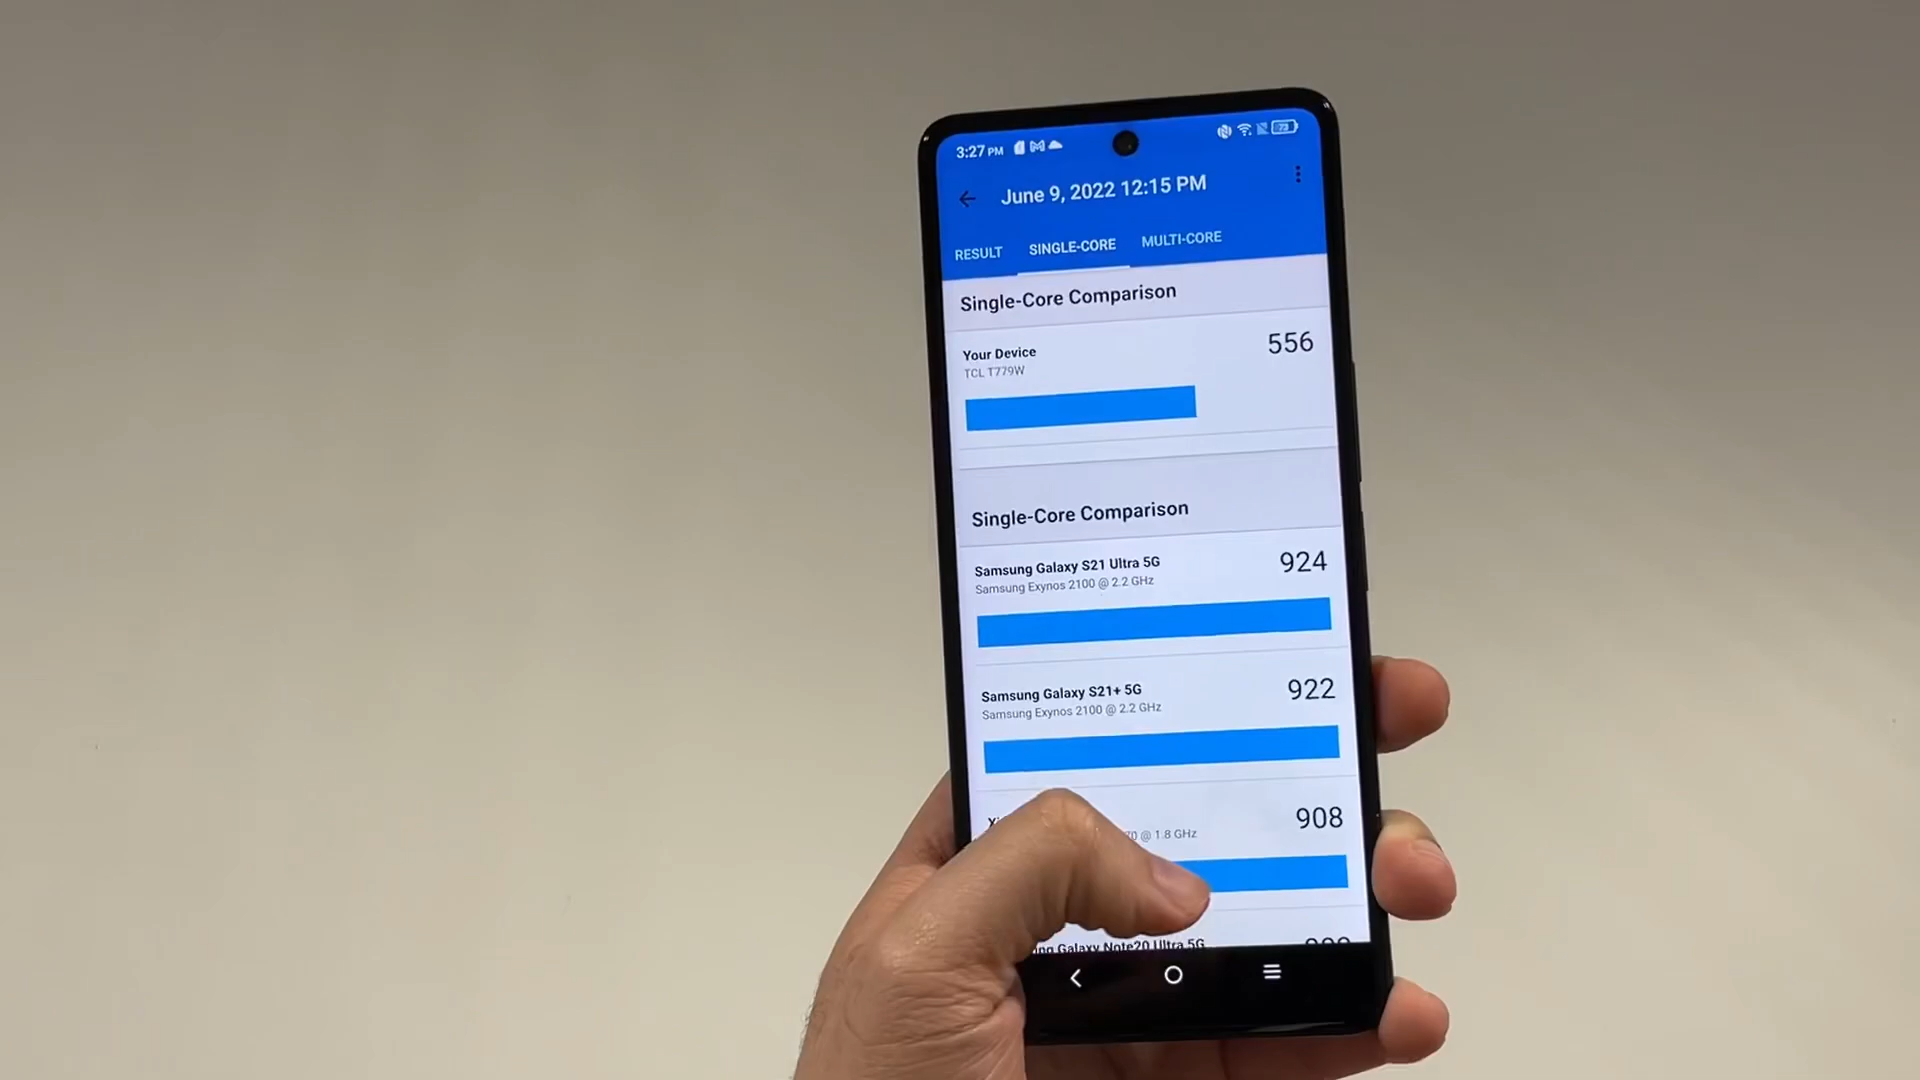 3:27 PM
73
June 9, 2022 12:15 PM
RESULT SINGLE-CORE MULTI-CORE
Single-Core Comparison
Your Device 556
TCL T779W
Single-Core Comparison
Samsung Galaxy S21 Ultra 5G 924
Samsung Exynos 2100 @ 2.2 GHz
Samsung Galaxy S21+ 5G 922
Samsung Exynos 2100 @ 2.2 GHz
908
@ 1.8 GHz
Galaxy Note20 Ultra 5G